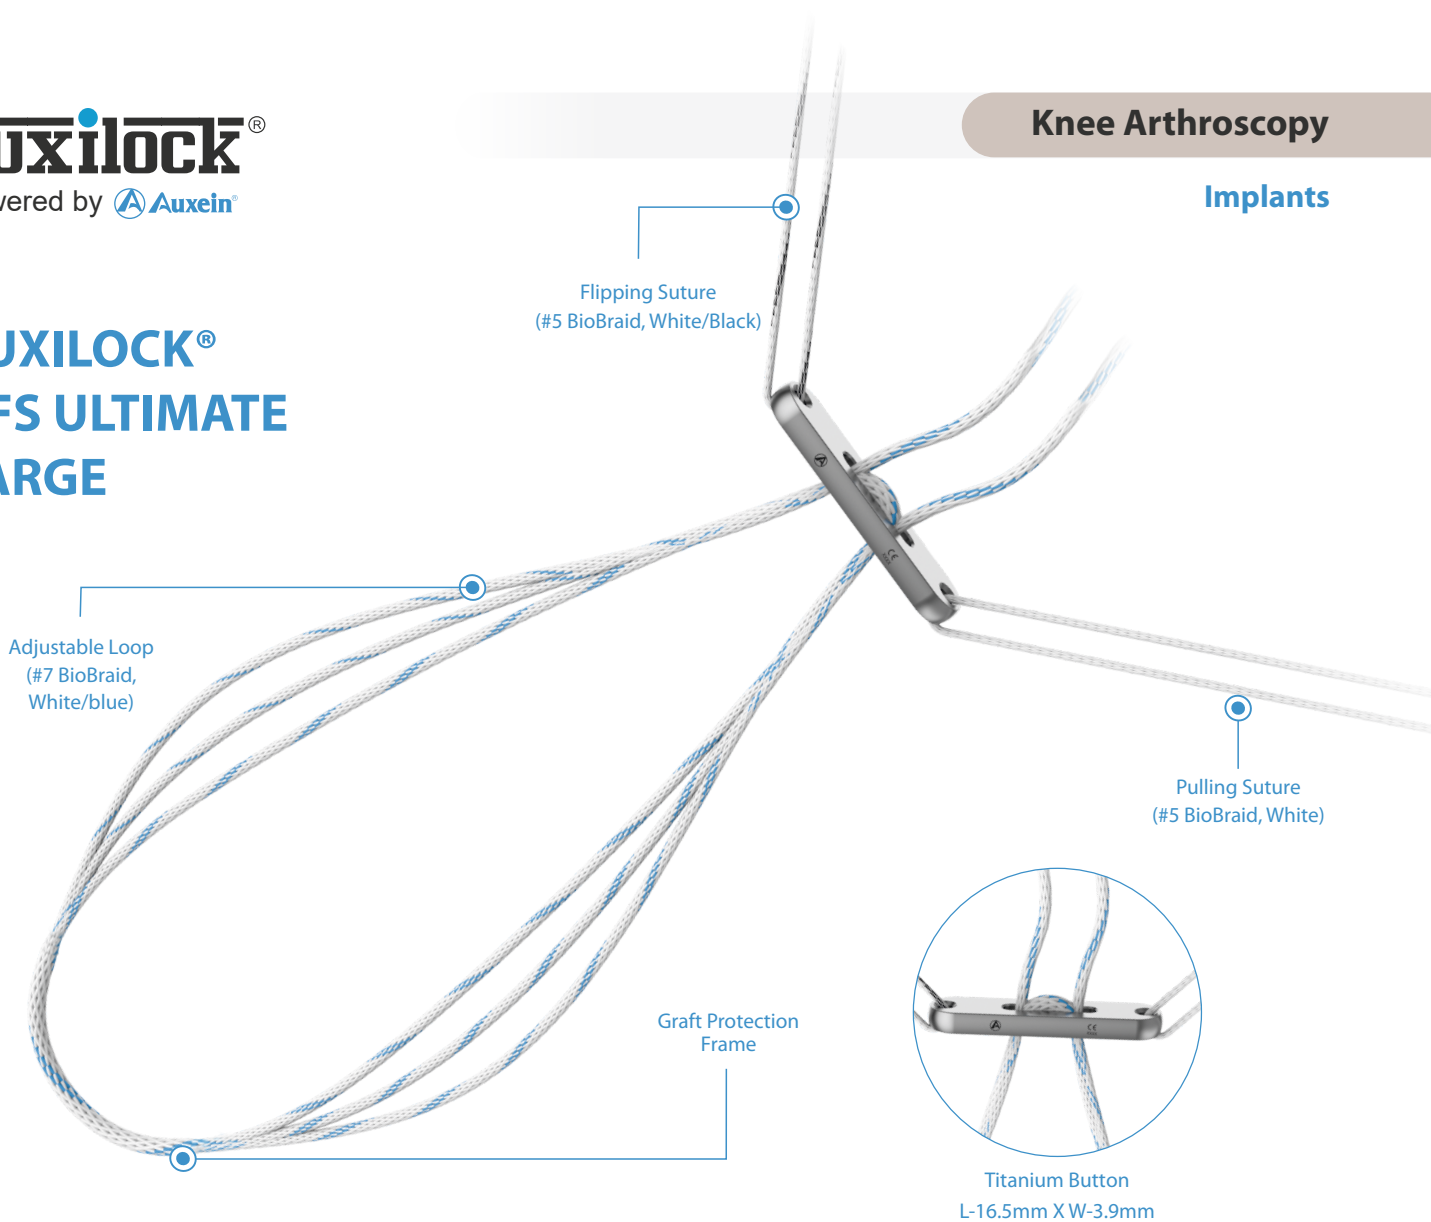 uxilock®
wered by Auxein®
Knee Arthroscopy
Implants
Flipping Suture
(#5 BioBraid, White/Black)
UXILOCK®
FS ULTIMATE
ARGE
Adjustable Loop
(#7 BioBraid,
White/blue)
Pulling Suture
(#5 BioBraid, White)
Graft Protection
Frame
Titanium Button
L-16.5mm X W-3.9mm